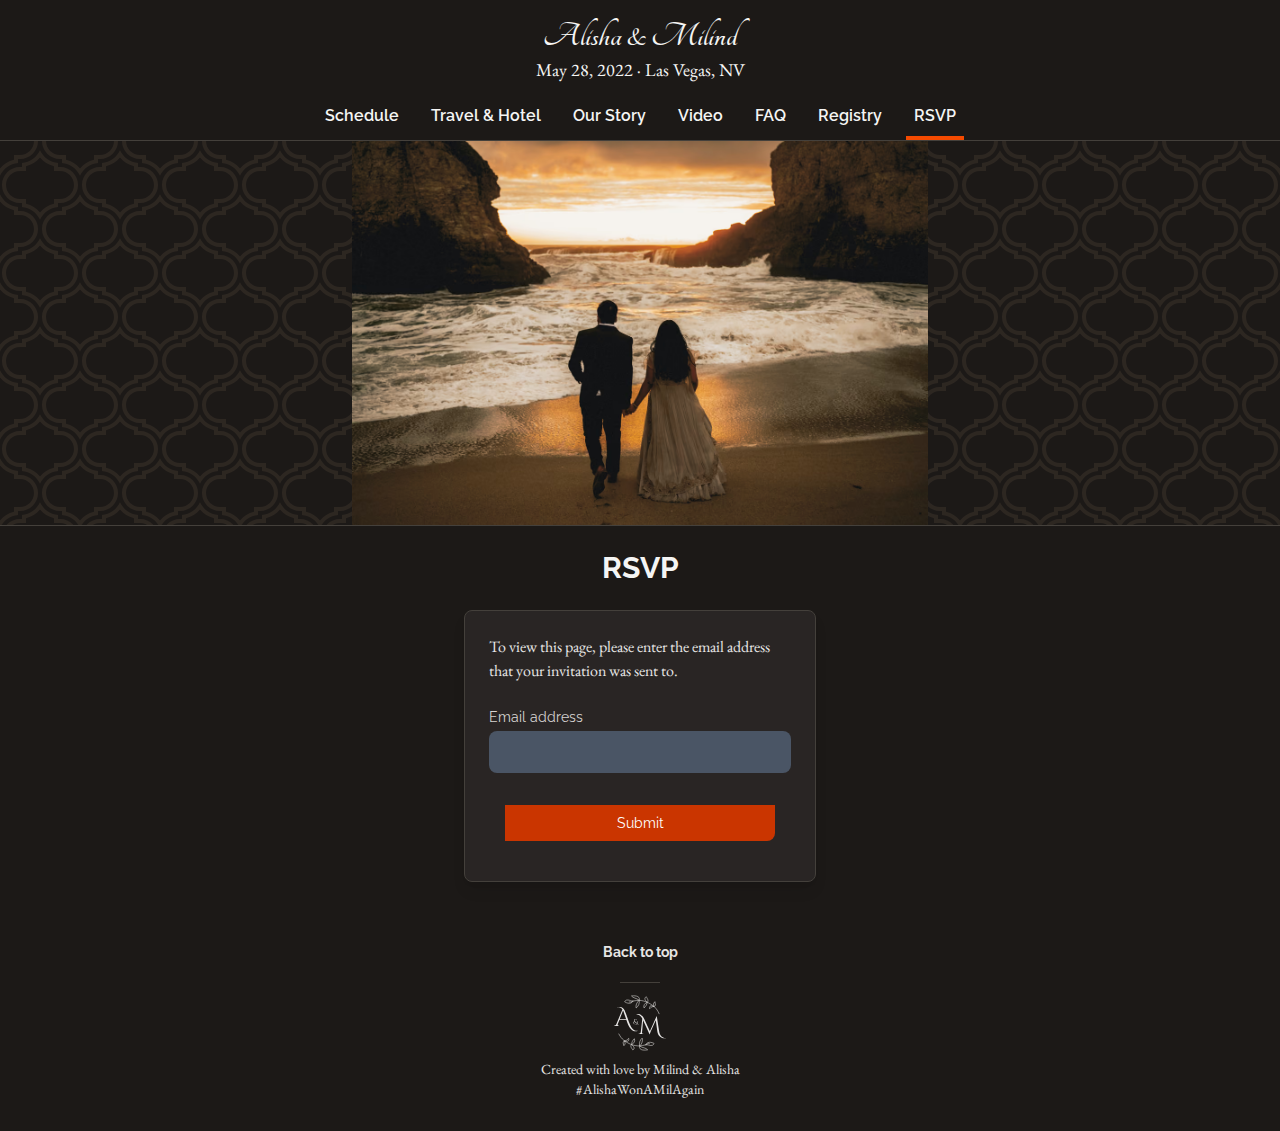 Alisha & Milind
May 28, 2022 · Las Vegas, NV
Schedule Travel & Hotel Our Story Video FAQ Registry RSVP
RSVP
To view this page, please enter the email address
that your invitation was sent to.
Email address
Submit
Back to top
A&M
Created with love by Milind & Alisha
#AlishaWonAMilAgain